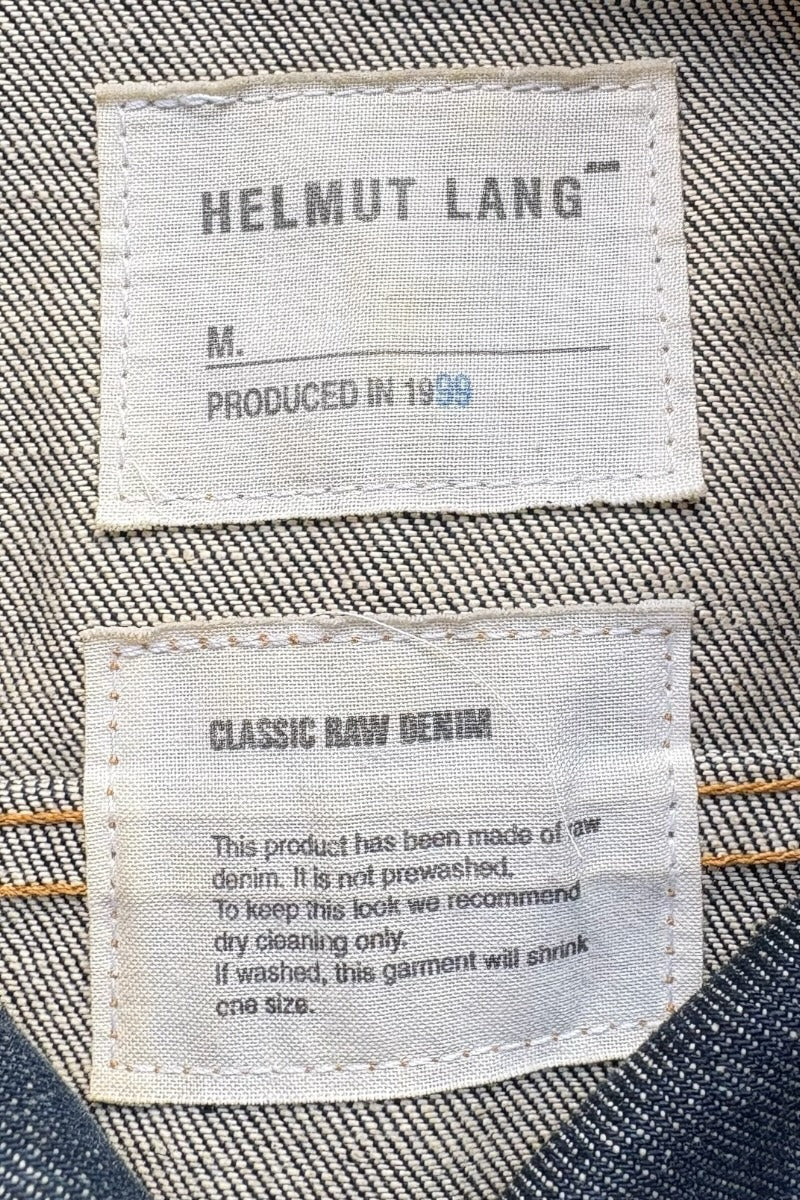 HELMUT LANG
M.
PRODUCED IN 1999
CLASSIC RAW DENIM
This product has been made of raw
denim. It is not prewashed.
To keep this look we recommend
dry cleaning only.
If washed, this garment will shrink
one size.